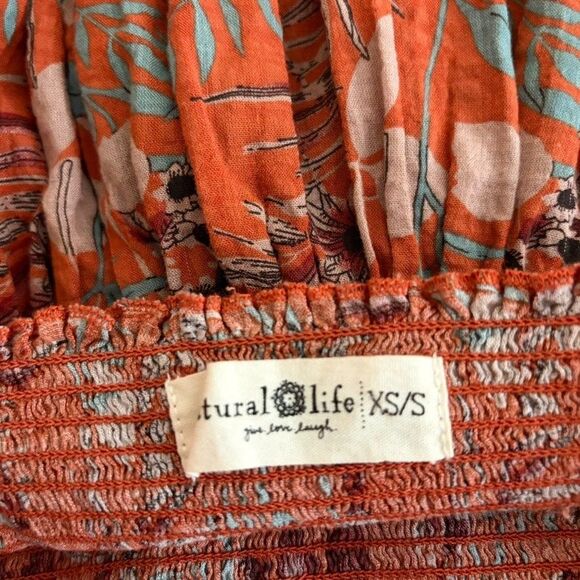 tural life XS/S
give. love. laugh.